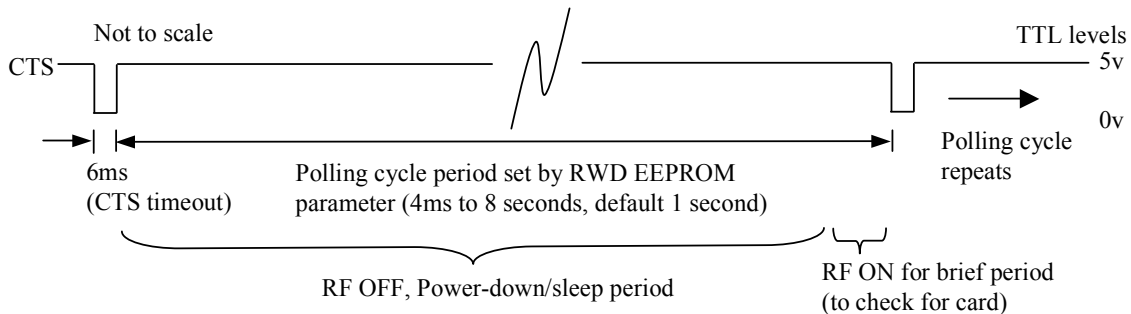 Not to scale
TTL levels
CTS
5v
0v
Polling cycle
repeats
6ms
(CTS timeout)
Polling cycle period set by RWD EEPROM
parameter (4ms to 8 seconds, default 1 second)
RF OFF, Power-down/sleep period
RF ON for brief period
(to check for card)